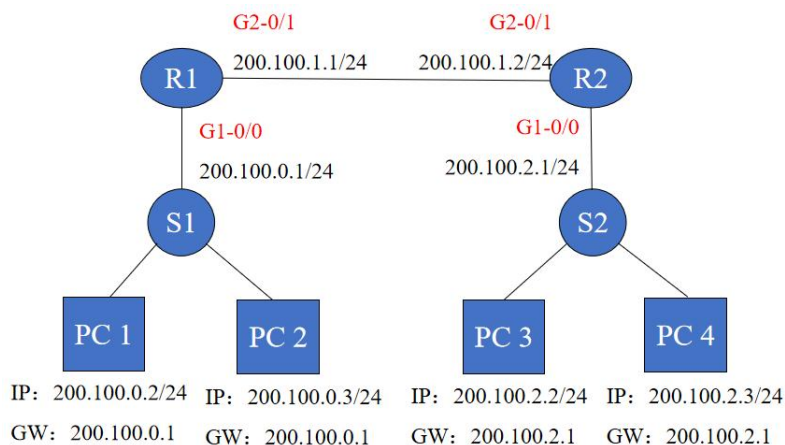 G2-0/1 G2-0/1
200.100.1.1/24 200.100.1.2/24
R1 R2
G1-0/0 G1-0/0
200.100.0.1/24 200.100.2.1/24
S1 S2
PC 1 PC 2 PC 3 PC 4
IP：200.100.0.2/24 IP：200.100.0.3/24 IP：200.100.2.2/24 IP：200.100.2.3/24
GW：200.100.0.1 GW：200.100.0.1 GW：200.100.2.1 GW：200.100.2.1